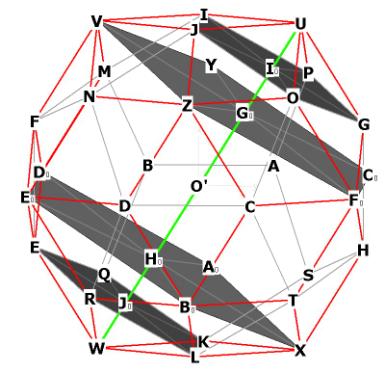 I
V J U
Y
M I₀ P
N O
Z G₀
F G
B A
D₀ C₀
O'
E₀ F₀
D C
E H
H₀ A₀
Q S
R J₀ T
B₀
K
W X
L